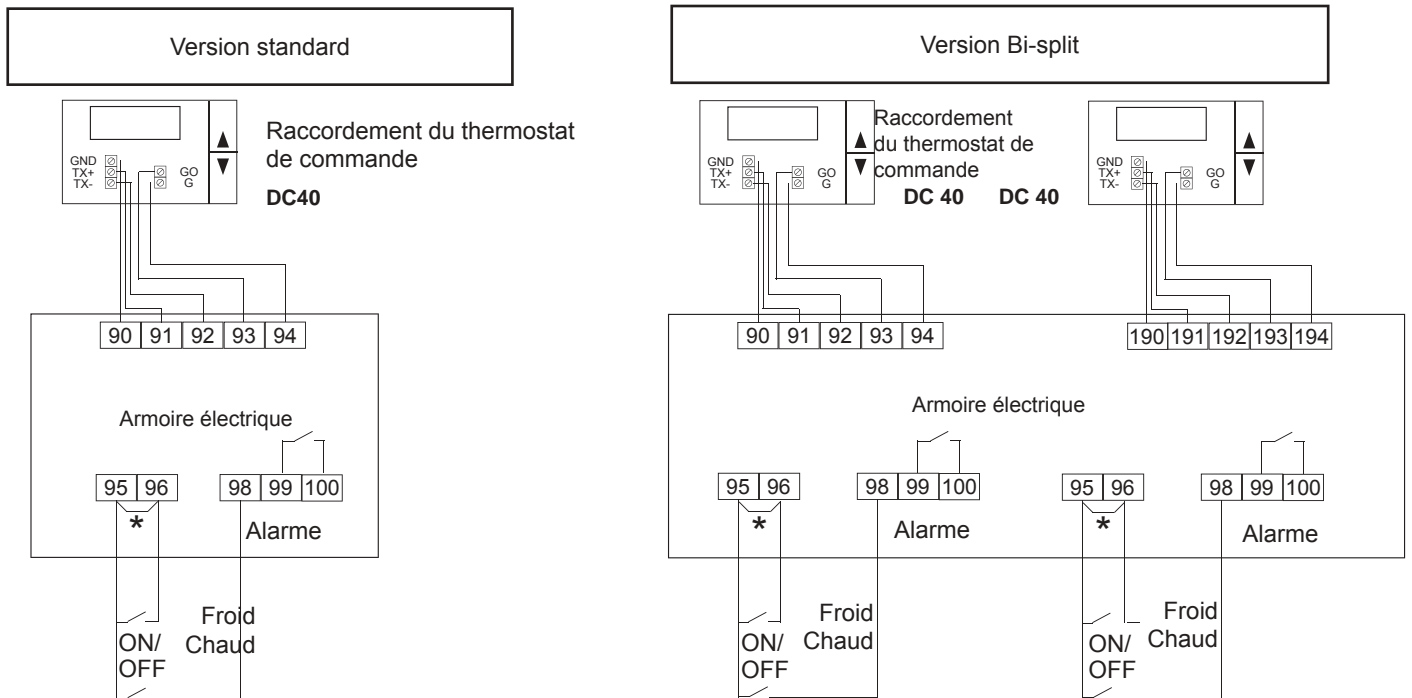 Version standard
GND
TX+
TX-
GO
G
Raccordement du thermostat
de commande
DC40
90 91 92 93 94
Armoire électrique
95 96
98 99 100
*
Alarme
Froid
Chaud
ON/
OFF
Version Bi-split
GND
TX+
TX-
GO
G
Raccordement
du thermostat de
commande
DC 40
DC 40
GND
TX+
TX-
GO
G
90 91 92 93 94
190 191 192 193 194
Armoire électrique
95 96
98 99 100
*
Alarme
95 96
98 99 100
*
Alarme
Froid
Chaud
ON/
OFF
Froid
Chaud
ON/
OFF